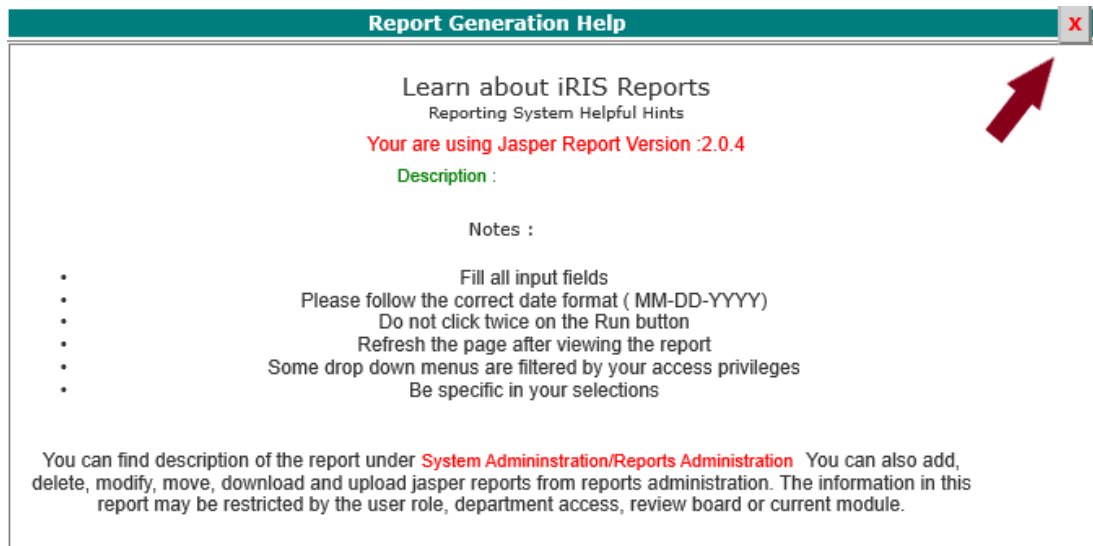 Report Generation Help
X
Learn about iRIS Reports
Reporting System Helpful Hints
Your are using Jasper Report Version :2.0.4
Description :
Notes :
• Fill all input fields
• Please follow the correct date format ( MM-DD-YYYY)
• Do not click twice on the Run button
• Refresh the page after viewing the report
• Some drop down menus are filtered by your access privileges
• Be specific in your selections
You can find description of the report under System Admininstration/Reports Administration You can also add,
delete, modify, move, download and upload jasper reports from reports administration. The information in this
report may be restricted by the user role, department access, review board or current module.